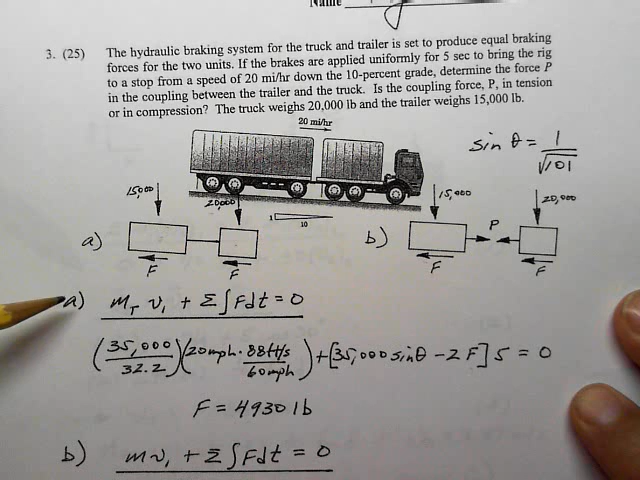 Name
3. (25) The hydraulic braking system for the truck and trailer is set to produce equal braking
forces for the two units. If the brakes are applied uniformly for 5 sec to bring the rig
to a stop from a speed of 20 mi/hr down the 10-percent grade, determine the force P
in the coupling between the trailer and the truck. Is the coupling force, P, in tension
or in compression? The truck weighs 20,000 lb and the trailer weighs 15,000 lb.
20 mi/hr
sin θ = 1/√101
15,000
20,000
15,000
20,000
1
10
a)
b)
P
F
F
F
F
a) m_T v_1 + Σ∫Fdt = 0
(35,000/32.2)(20mph · 88ft/s/60mph) + [35,000 sinθ - 2F] 5 = 0
F = 4930 lb
b) mv_1 + Σ∫Fdt = 0